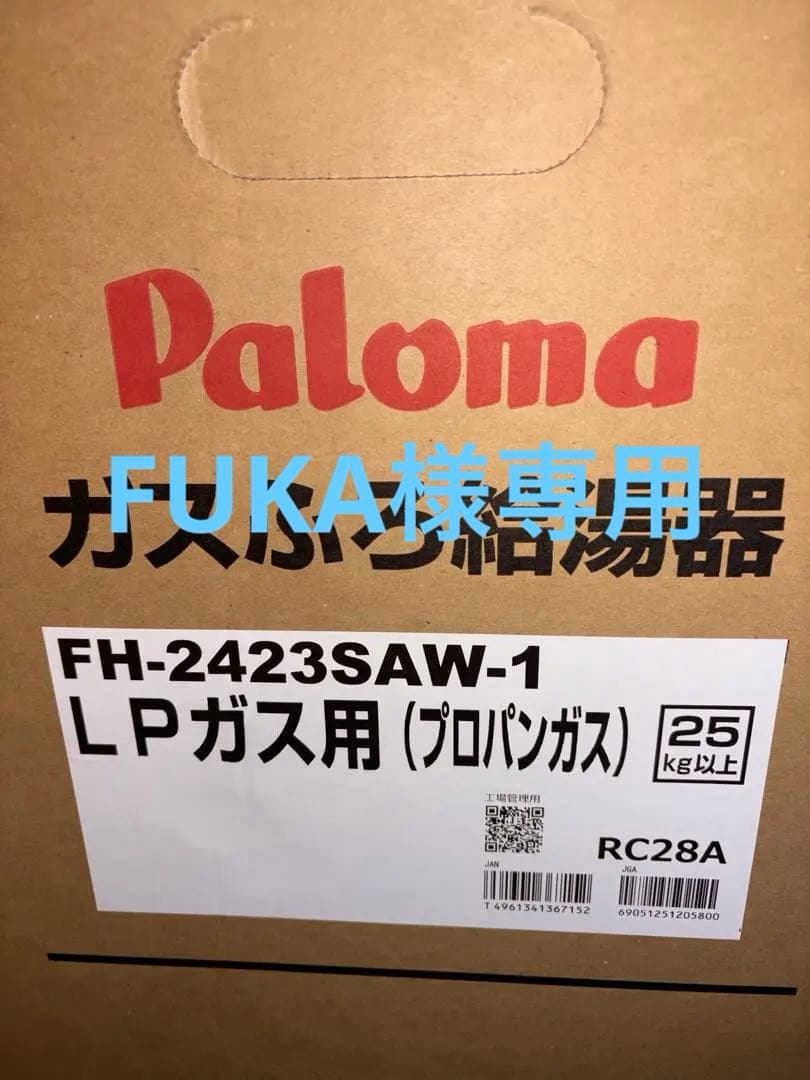 Paloma
FUKA様専用
ガスふろ給湯器
FH-2423SAW-1
LPガス用(プロパンガス)
25
kg以上
工場管理用
RC28A
JAN
JGA
T4961341367152
69051251205800